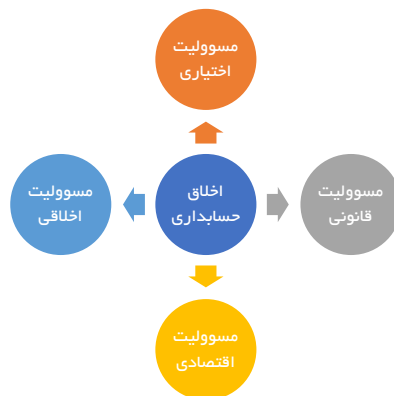 مسوولیت
اختیاری
مسوولیت
قانونی
اخلاق
حسابداری
مسوولیت
اخلاقی
مسوولیت
اقتصادی